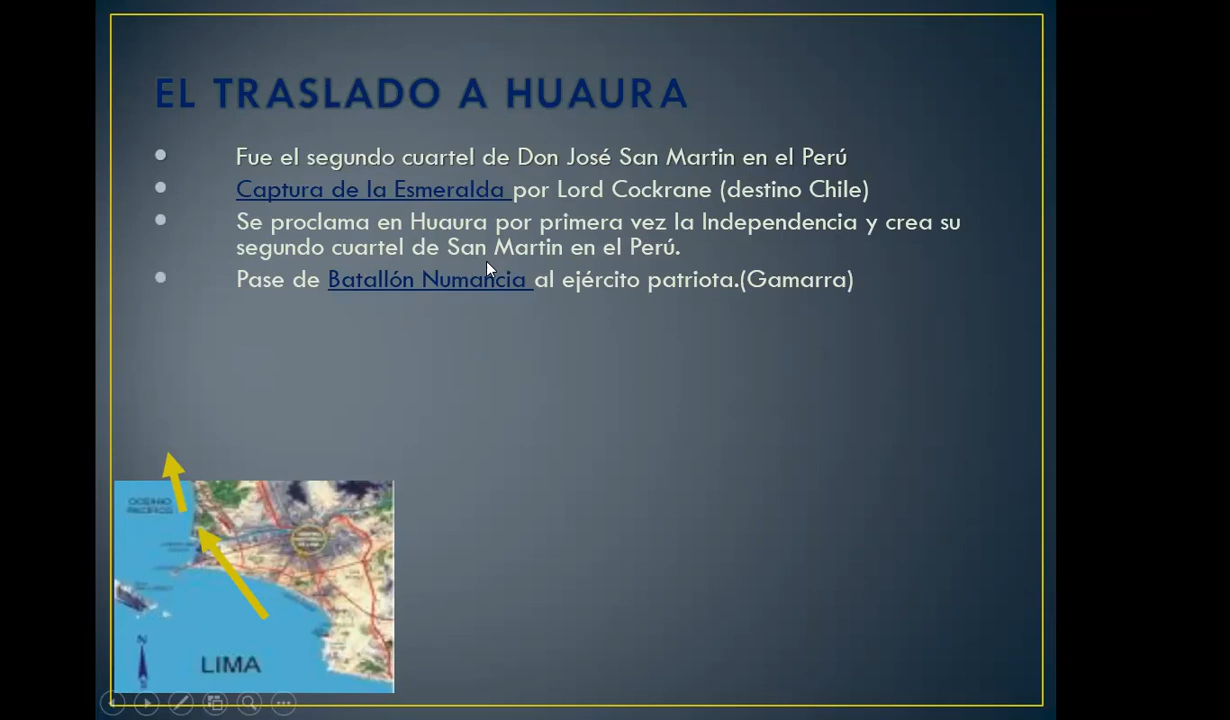 EL TRASLADO A HUAURA
Fue el segundo cuartel de Don José San Martin en el Perú
Captura de la Esmeralda por Lord Cockrane (destino Chile)
Se proclama en Huaura por primera vez la Independencia y crea su
segundo cuartel de San Martin en el Perú.
Pase de Batallón Numancia al ejército patriota.(Gamarra)
OCEANO
PACIFICO
N
LIMA